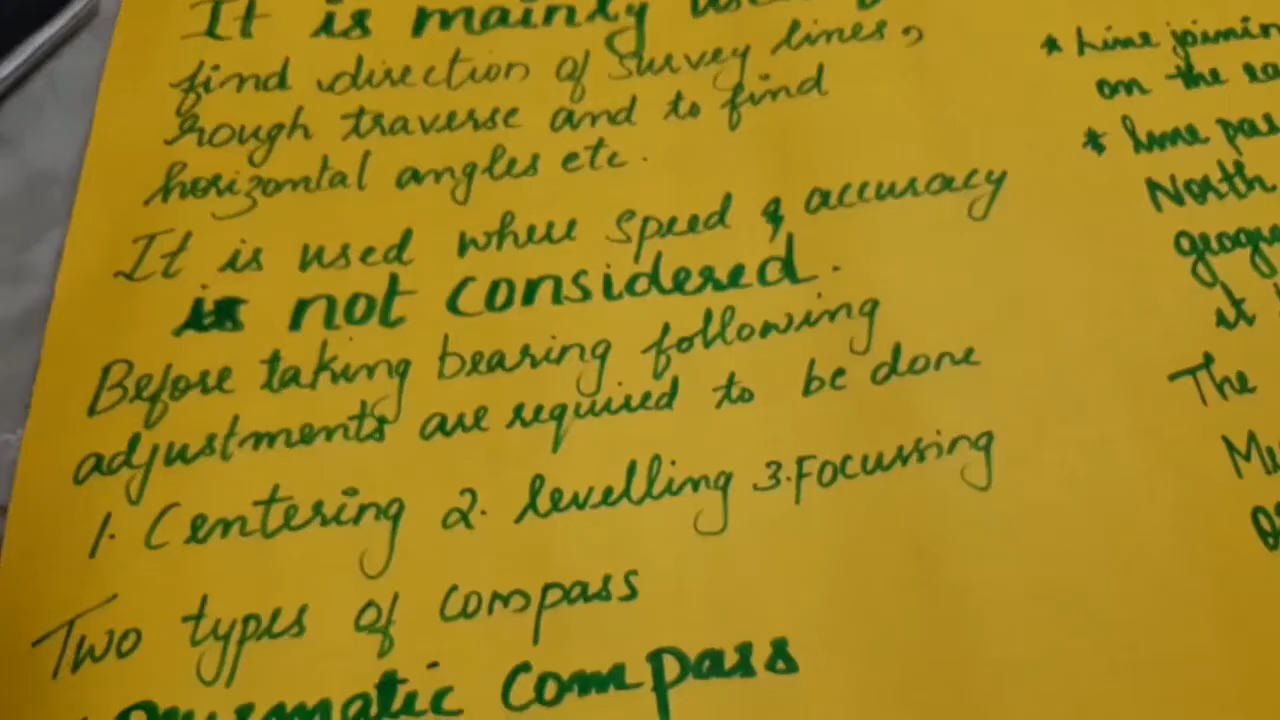 It is mainly
find direction of survey lines,
rough traverse and to find
horizontal angles etc.
It is used where speed & accuracy
is not considered.
Before taking bearing following
adjustments are required to be done
1. Centering 2. levelling 3. Focussing
Two types of compass
Prismatic Compass
* Line joining
on the
* Line
North
it
The